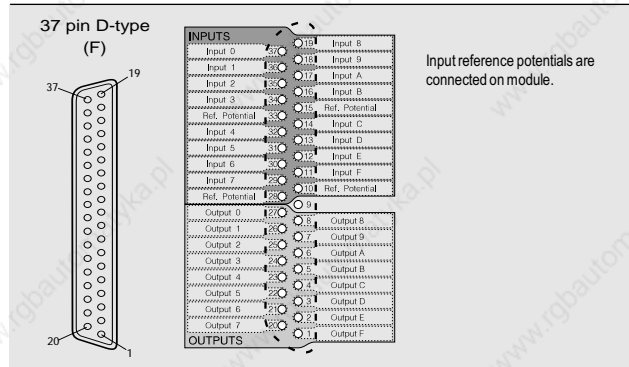 37 pin D-type
(F)
37
19
20
1
INPUTS
Input 0 37 19 Input 8
Input 1 36 18 Input 9
Input 2 35 17 Input A
Input 3 34 16 Input B
Ref. Potential 33 15 Ref. Potential
Input 4 32 14 Input C
Input 5 31 13 Input D
Input 6 30 12 Input E
Input 7 29 11 Input F
Ref. Potential 28 10 Ref. Potential
9
Output 0 27 8 Output 8
Output 1 26 7 Output 9
Output 2 25 6 Output A
Output 3 24 5 Output B
Output 4 23 4 Output C
Output 5 22 3 Output D
Output 6 21 2 Output E
Output 7 20 1 Output F
OUTPUTS
Input reference potentials are
connected on module.